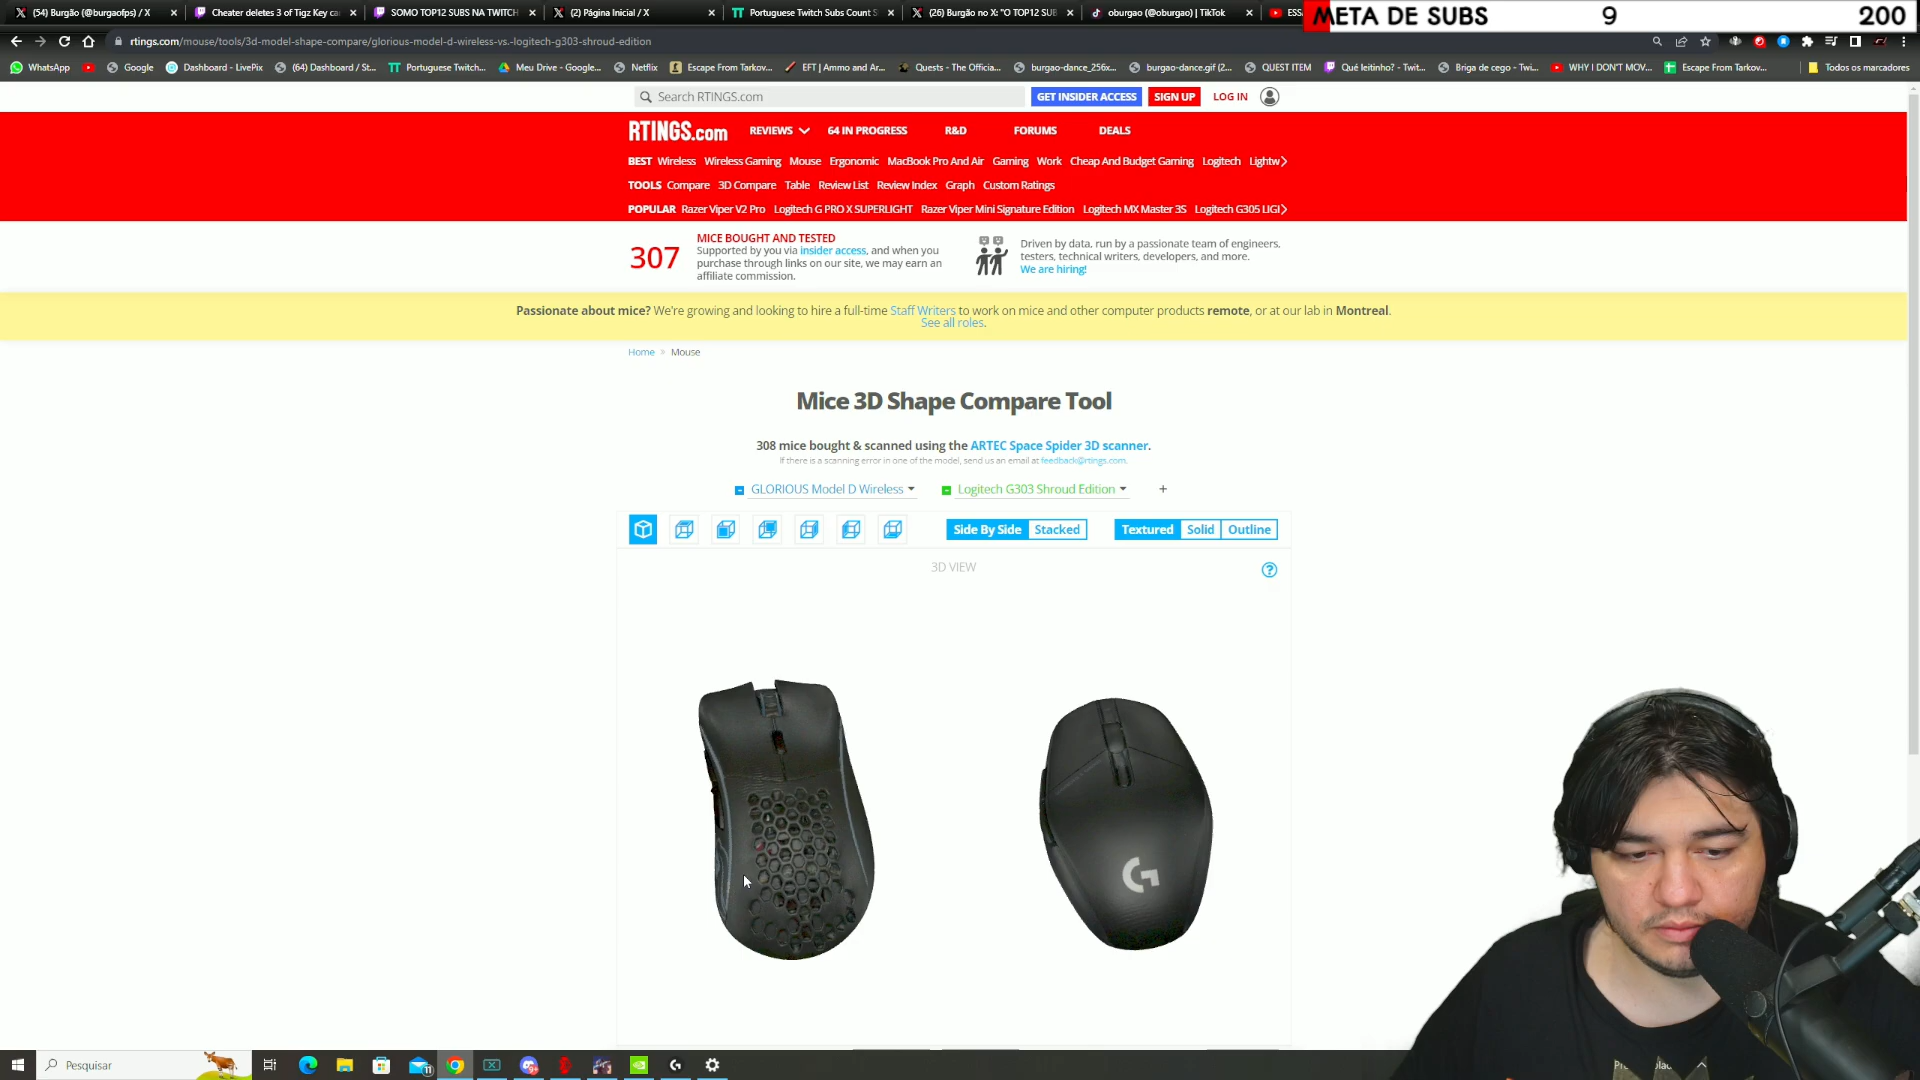 (54) Burgão (@burgaofps) / X
Cheater deletes 3 of Tigz Key ca
SOMO TOP12 SUBS NA TWITCH
(2) Página Inicial / X
Portuguese Twitch Subs Count S
(26) Burgão no X: "O TOP12 SUB
oburgao (@oburgao) | TikTok
ESS
META DE SUBS 9 200
rtings.com/mouse/tools/3d-model-shape-compare/glorious-model-d-wireless-vs.-logitech-g303-shroud-edition
WhatsApp
Google
Dashboard - LivePix
(64) Dashboard / St...
Portuguese Twitch...
Meu Drive - Google...
Netflix
Escape From Tarkov...
EFT | Ammo and Ar...
Quests - The Officia...
burgao-dance_256x...
burgao-dance.gif (2...
QUEST ITEM
Qué leitinho? - Twit...
Briga de cego - Twi...
WHY I DON'T MOV...
Escape From Tarkov...
Todos os marcadores
Search RTINGS.com
GET INSIDER ACCESS
SIGN UP
LOG IN
RTINGS.com
REVIEWS 64 IN PROGRESS R&D FORUMS DEALS
BEST Wireless Wireless Gaming Mouse Ergonomic MacBook Pro And Air Gaming Work Cheap And Budget Gaming Logitech Lightw
TOOLS Compare 3D Compare Table Review List Review Index Graph Custom Ratings
POPULAR Razer Viper V2 Pro Logitech G PRO X SUPERLIGHT Razer Viper Mini Signature Edition Logitech MX Master 3S Logitech G305 LIGI
307
MICE BOUGHT AND TESTED
Supported by you via insider access, and when you
purchase through links on our site, we may earn an
affiliate commission.
Driven by data, run by a passionate team of engineers,
testers, technical writers, developers, and more.
We are hiring!
Passionate about mice? We're growing and looking to hire a full-time Staff Writers to work on mice and other computer products remote, or at our lab in Montreal.
See all roles.
Home » Mouse
Mice 3D Shape Compare Tool
308 mice bought & scanned using the ARTEC Space Spider 3D scanner.
If there is a scanning error in one of the model, send us an email at feedback@rtings.com.
GLORIOUS Model D Wireless
Logitech G303 Shroud Edition
+
Side By Side Stacked
Textured Solid Outline
3D VIEW
?
G
Pesquisar
11